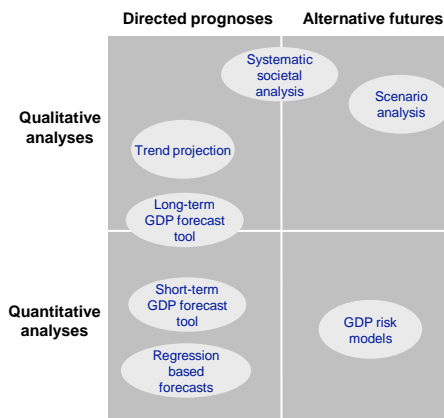 Directed prognoses
Alternative futures
Qualitative
analyses
Systematic
societal
analysis
Scenario
analysis
Trend projection
Long-term
GDP forecast
tool
Quantitative
analyses
Short-term
GDP forecast
tool
GDP risk
models
Regression
based
forecasts